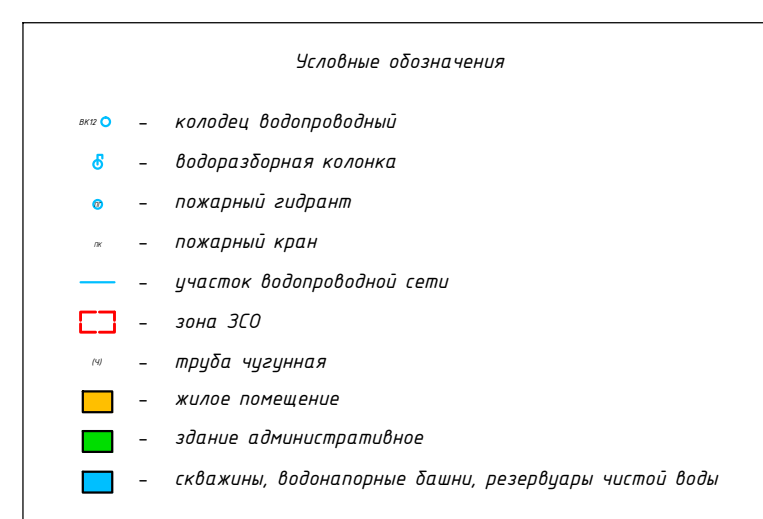 Условные обозначения
ВК12 – колодец водопроводный
– водоразборная колонка
ПГ – пожарный гидрант
ПК – пожарный кран
– участок водопроводной сети
– зона ЗСО
(Ч) – труба чугунная
– жилое помещение
– здание административное
– скважины, водонапорные башни, резервуары чистой воды